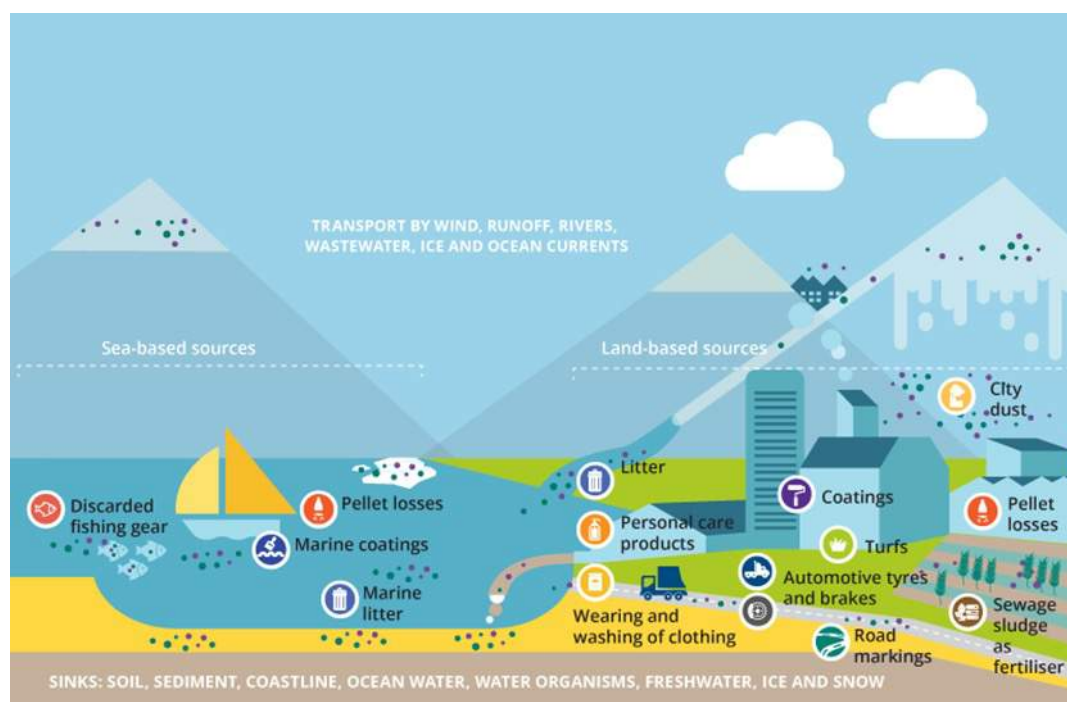 TRANSPORT BY WIND, RUNOFF, RIVERS,
WASTEWATER, ICE AND OCEAN CURRENTS
Sea-based sources
Land-based sources
CIty
dust
Litter
Discarded
fishing gear
Pellet losses
Marine coatings
Marine
litter
Personal care
products
Coatings
Pellet
losses
Turfs
Wearing and
washing of clothing
Automotive tyres
and brakes
Road
markings
Sewage
sludge
as
fertiliser
SINKS: SOIL, SEDIMENT, COASTLINE, OCEAN WATER, WATER ORGANISMS, FRESHWATER, ICE AND SNOW